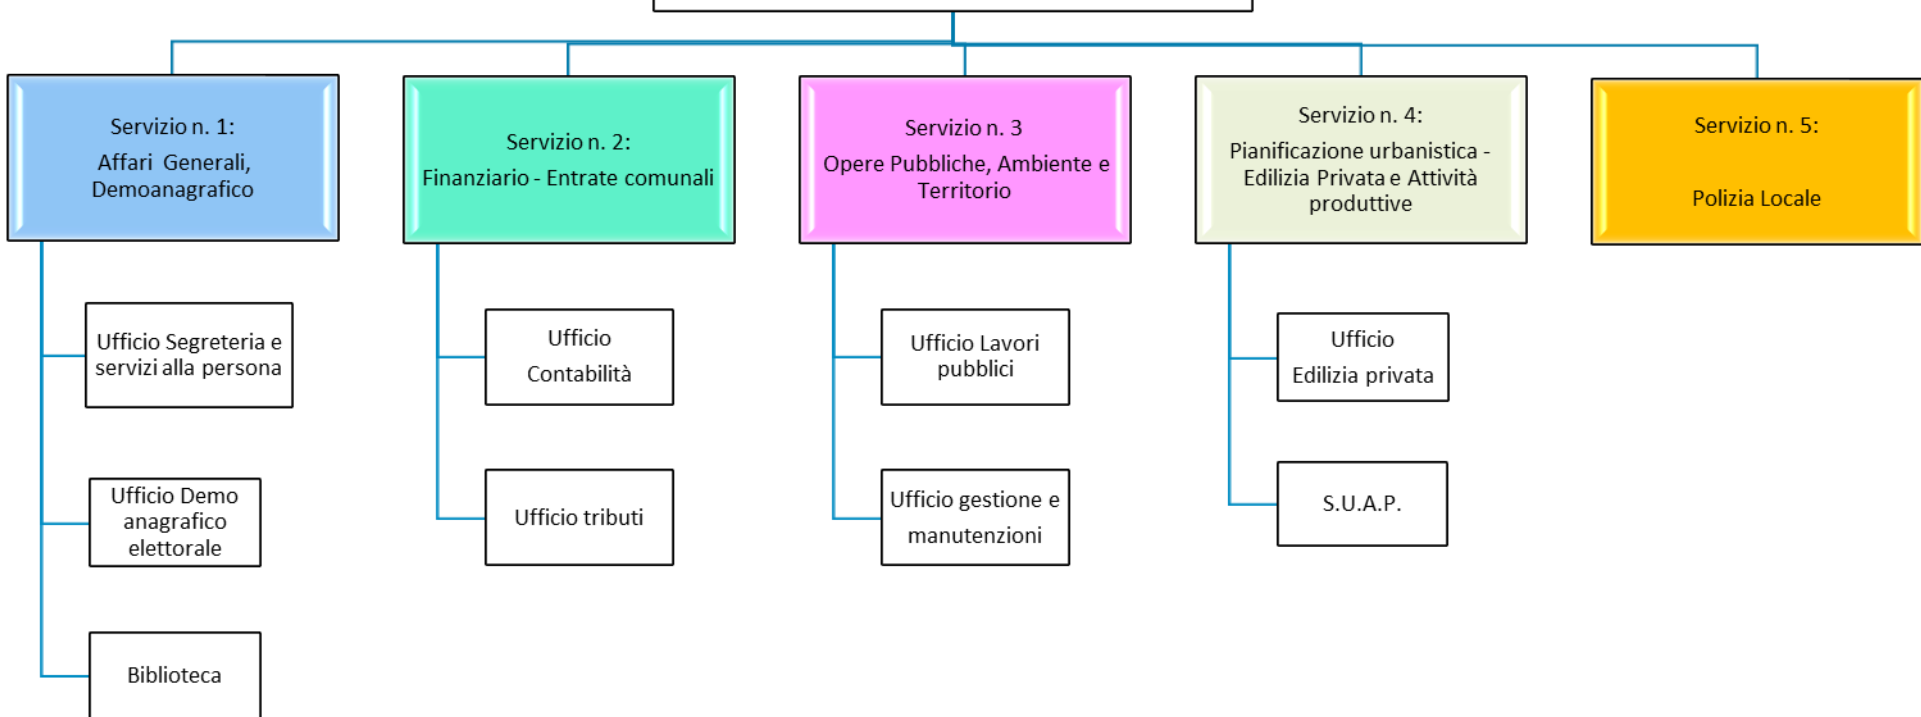 Servizio n. 1:
Affari Generali,
Demoanagrafico
Servizio n. 2:
Finanziario - Entrate comunali
Servizio n. 3
Opere Pubbliche, Ambiente e
Territorio
Servizio n. 4:
Pianificazione urbanistica -
Edilizia Privata e Attività
produttive
Servizio n. 5:
Polizia Locale
Ufficio Segreteria e
servizi alla persona
Ufficio Demo
anagrafico
elettorale
Biblioteca
Ufficio
Contabilità
Ufficio tributi
Ufficio Lavori
pubblici
Ufficio gestione e
manutenzioni
Ufficio
Edilizia privata
S.U.A.P.